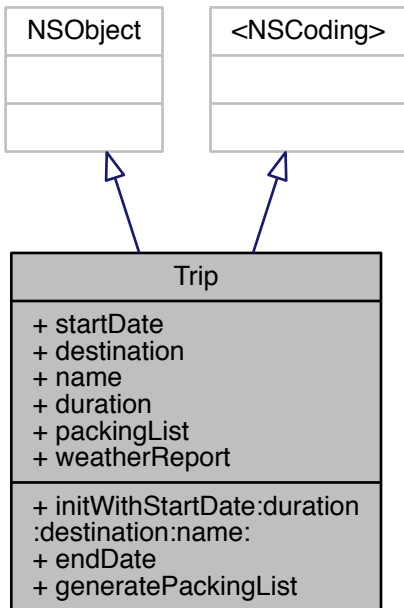 NSObject
<NSCoding>
Trip
+ startDate
+ destination
+ name
+ duration
+ packingList
+ weatherReport
+ initWithStartDate:duration
:destination:name:
+ endDate
+ generatePackingList